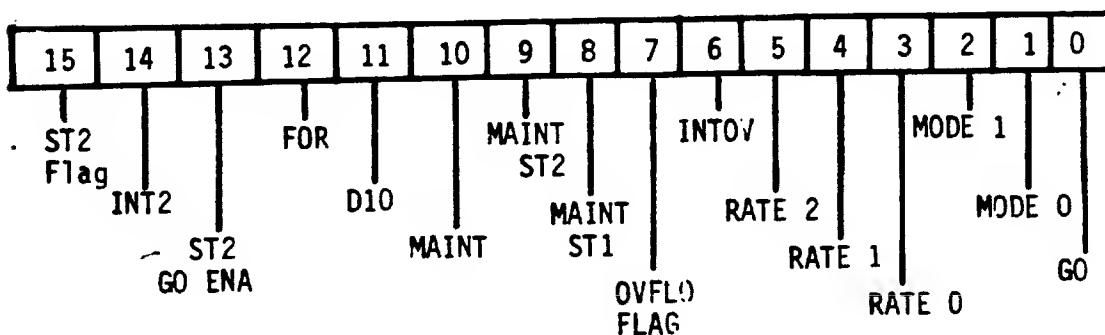 15 14 13 12 11 10 9 8 7 6 5 4 3 2 1 0
ST2
Flag
INT2
ST2
GO ENA
FOR
D10
MAINT
MAINT
ST2
MAINT
ST1
OVFLO
FLAG
INTOV
RATE 2
RATE 1
RATE 0
MODE 1
MODE 0
GO